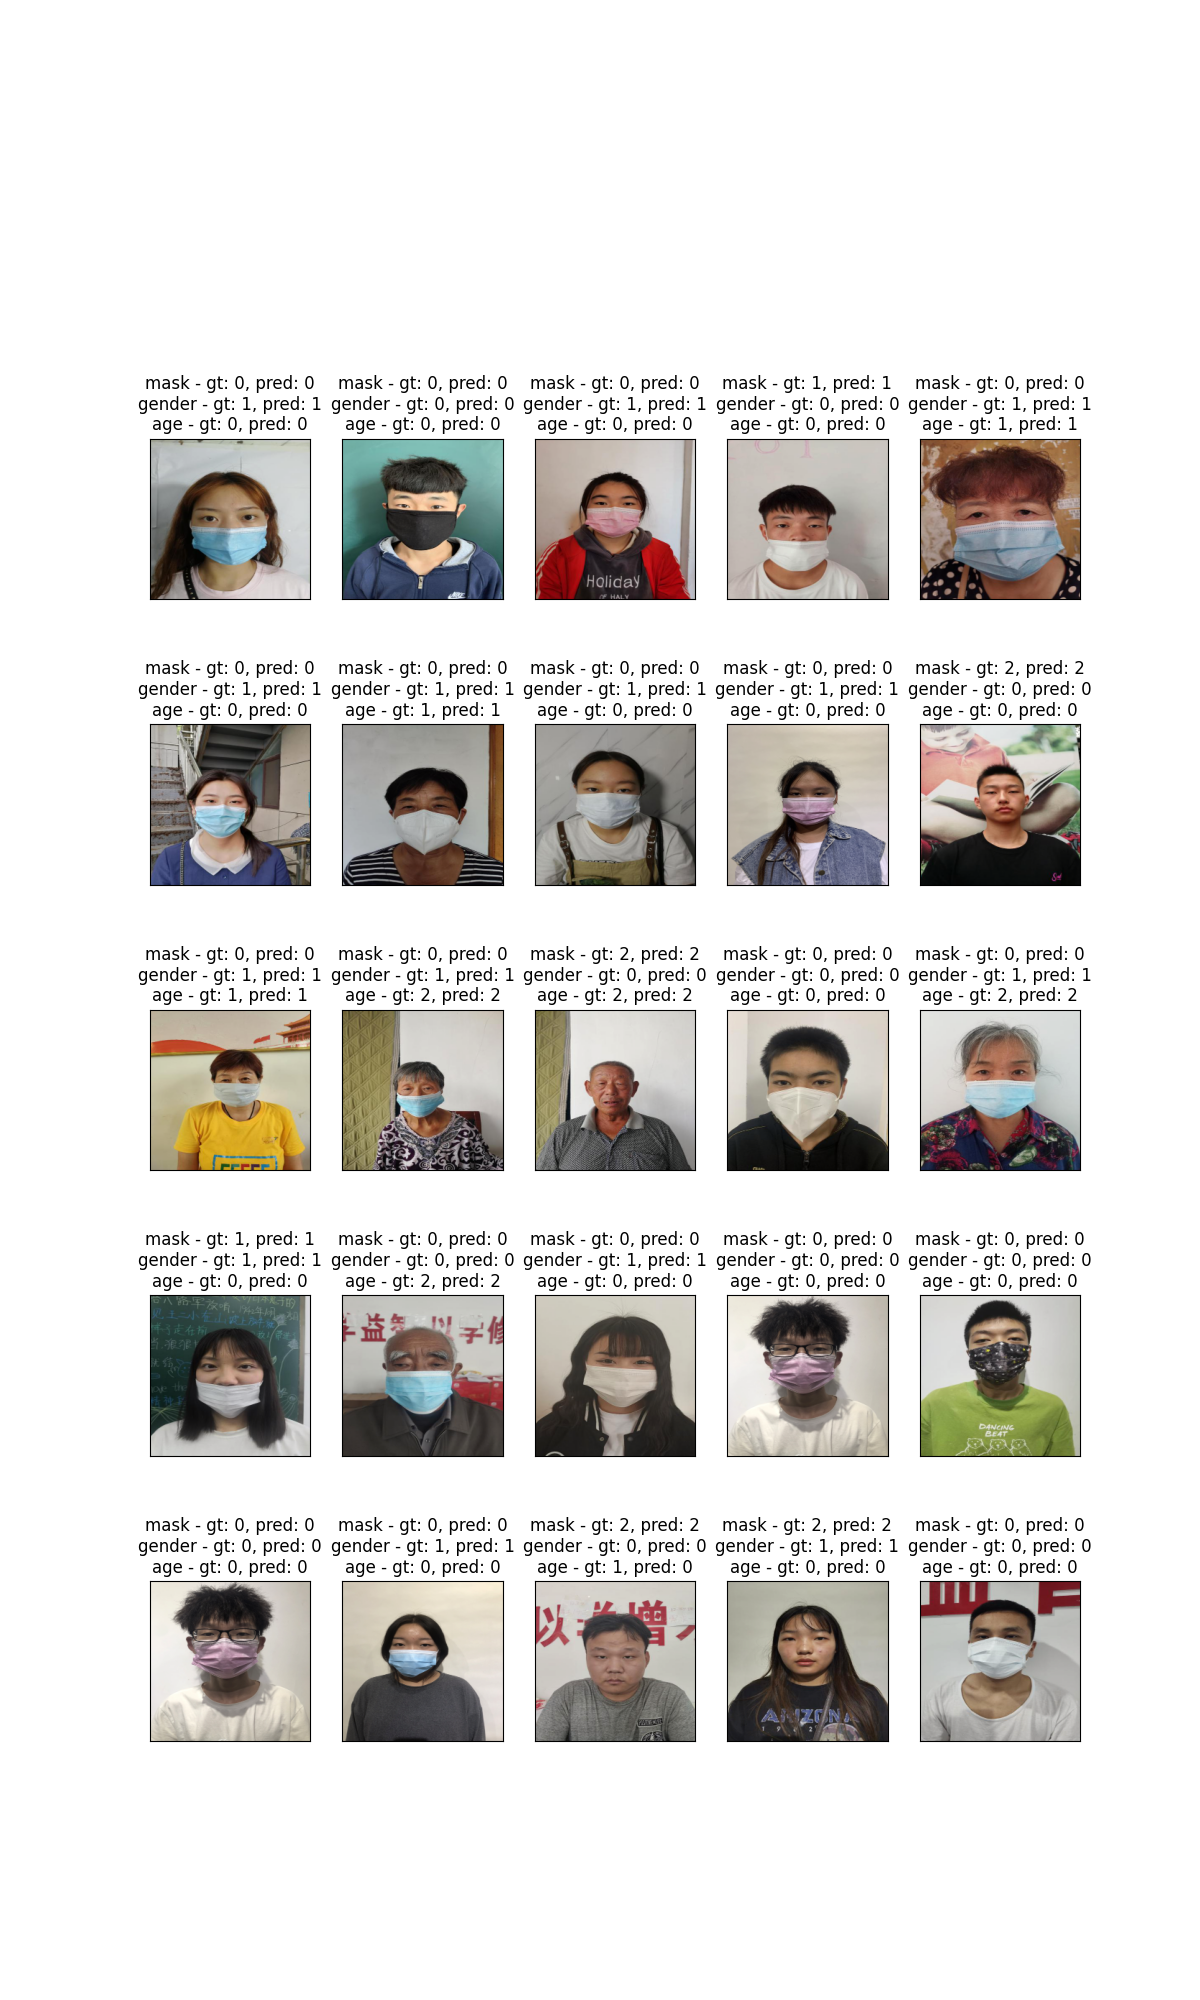 mask - gt: 0, pred: 0
gender - gt: 1, pred: 1
age - gt: 0, pred: 0
mask - gt: 0, pred: 0
gender - gt: 0, pred: 0
age - gt: 0, pred: 0
mask - gt: 0, pred: 0
gender - gt: 1, pred: 1
age - gt: 0, pred: 0
Holiday
OF HALY
mask - gt: 1, pred: 1
gender - gt: 0, pred: 0
age - gt: 0, pred: 0
mask - gt: 0, pred: 0
gender - gt: 1, pred: 1
age - gt: 1, pred: 1
mask - gt: 0, pred: 0
gender - gt: 1, pred: 1
age - gt: 0, pred: 0
mask - gt: 0, pred: 0
gender - gt: 1, pred: 1
age - gt: 1, pred: 1
mask - gt: 0, pred: 0
gender - gt: 1, pred: 1
age - gt: 0, pred: 0
mask - gt: 0, pred: 0
gender - gt: 1, pred: 1
age - gt: 0, pred: 0
mask - gt: 2, pred: 2
gender - gt: 0, pred: 0
age - gt: 0, pred: 0
mask - gt: 0, pred: 0
gender - gt: 1, pred: 1
age - gt: 1, pred: 1
mask - gt: 0, pred: 0
gender - gt: 1, pred: 1
age - gt: 2, pred: 2
mask - gt: 2, pred: 2
gender - gt: 0, pred: 0
age - gt: 2, pred: 2
mask - gt: 0, pred: 0
gender - gt: 0, pred: 0
age - gt: 0, pred: 0
mask - gt: 0, pred: 0
gender - gt: 1, pred: 1
age - gt: 2, pred: 2
mask - gt: 1, pred: 1
gender - gt: 1, pred: 1
age - gt: 0, pred: 0
mask - gt: 0, pred: 0
gender - gt: 0, pred: 0
age - gt: 2, pred: 2
学益智 以学修
mask - gt: 0, pred: 0
gender - gt: 1, pred: 1
age - gt: 0, pred: 0
mask - gt: 0, pred: 0
gender - gt: 0, pred: 0
age - gt: 0, pred: 0
mask - gt: 0, pred: 0
gender - gt: 0, pred: 0
age - gt: 0, pred: 0
DANCING
BEAT
mask - gt: 0, pred: 0
gender - gt: 0, pred: 0
age - gt: 0, pred: 0
mask - gt: 0, pred: 0
gender - gt: 1, pred: 1
age - gt: 0, pred: 0
mask - gt: 2, pred: 2
gender - gt: 0, pred: 0
age - gt: 1, pred: 0
以学增
mask - gt: 2, pred: 2
gender - gt: 1, pred: 1
age - gt: 0, pred: 0
ARIZONA
mask - gt: 0, pred: 0
gender - gt: 0, pred: 0
age - gt: 0, pred: 0